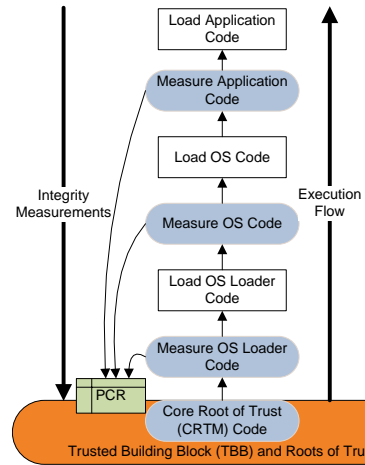 Load Application
Code
Measure Application
Code
Load OS Code
Integrity
Measurements
Execution
Flow
Measure OS Code
Load OS Loader
Code
Measure OS Loader
Code
PCR
Core Root of Trust
(CRTM) Code
Trusted Building Block (TBB) and Roots of